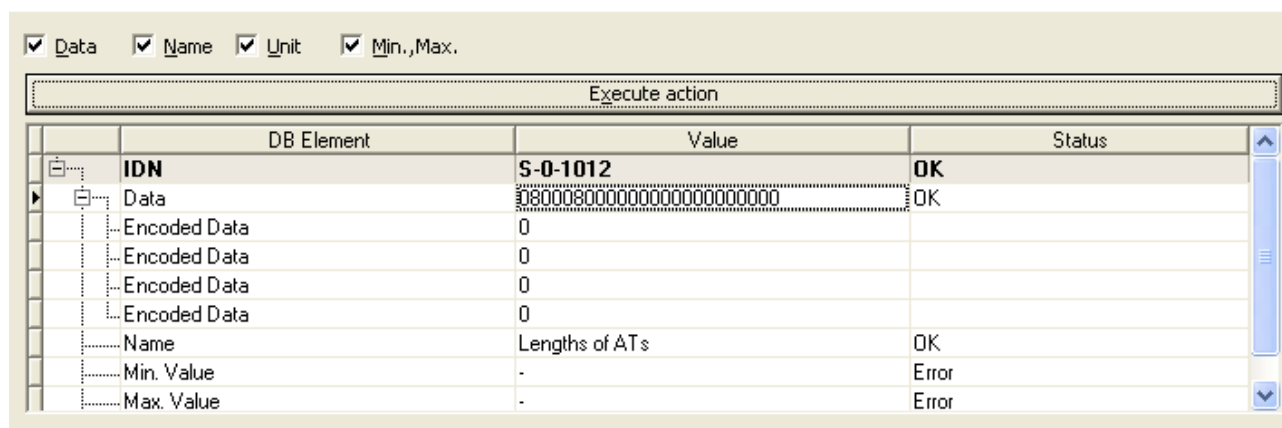 Data Name Unit Min.,Max.
Execute action
DB Element Value Status
IDN S-0-1012 OK
Data 080008000000000000000000 OK
Encoded Data 0
Encoded Data 0
Encoded Data 0
Encoded Data 0
Name Lengths of ATs OK
Min. Value - Error
Max. Value - Error